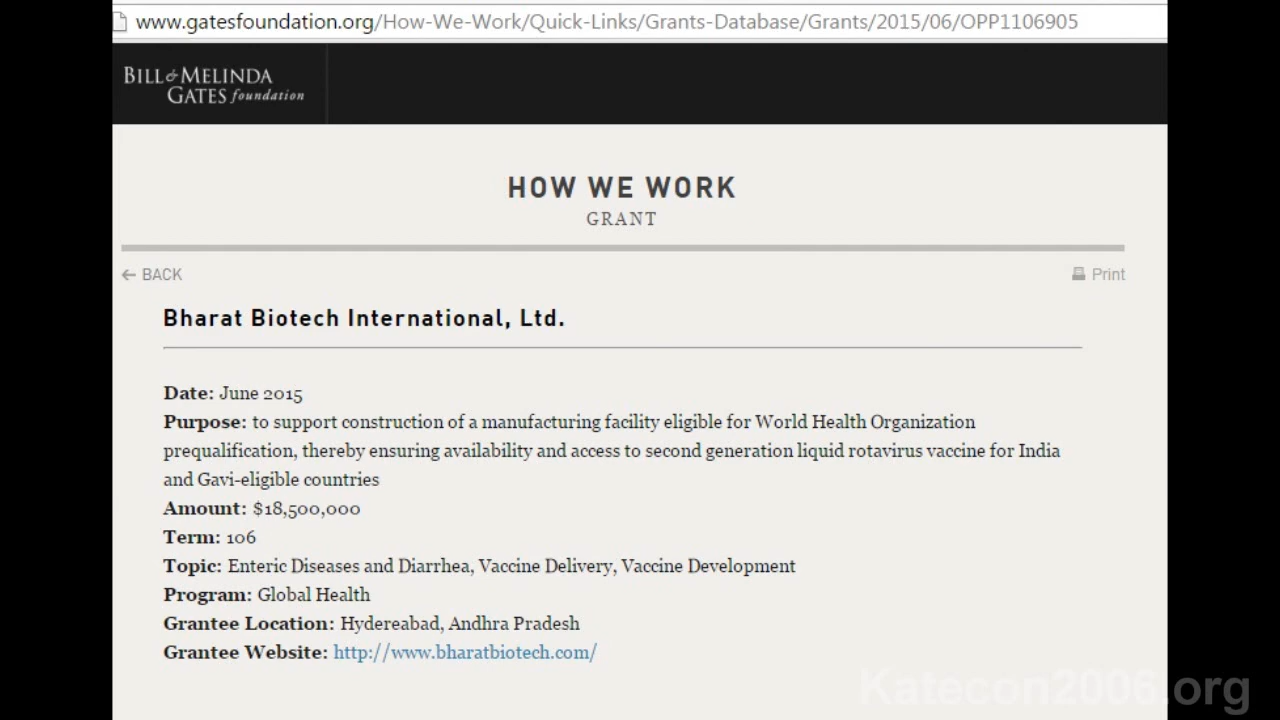 www.gatesfoundation.org/How-We-Work/Quick-Links/Grants-Database/Grants/2015/06/OPP1106905
BILL & MELINDA
GATES foundation
HOW WE WORK
GRANT
← BACK
Print
Bharat Biotech International, Ltd.
Date: June 2015
Purpose: to support construction of a manufacturing facility eligible for World Health Organization
prequalification, thereby ensuring availability and access to second generation liquid rotavirus vaccine for India
and Gavi-eligible countries
Amount: $18,500,000
Term: 106
Topic: Enteric Diseases and Diarrhea, Vaccine Delivery, Vaccine Development
Program: Global Health
Grantee Location: Hydereabad, Andhra Pradesh
Grantee Website: http://www.bharatbiotech.com/
Katecon2006.org